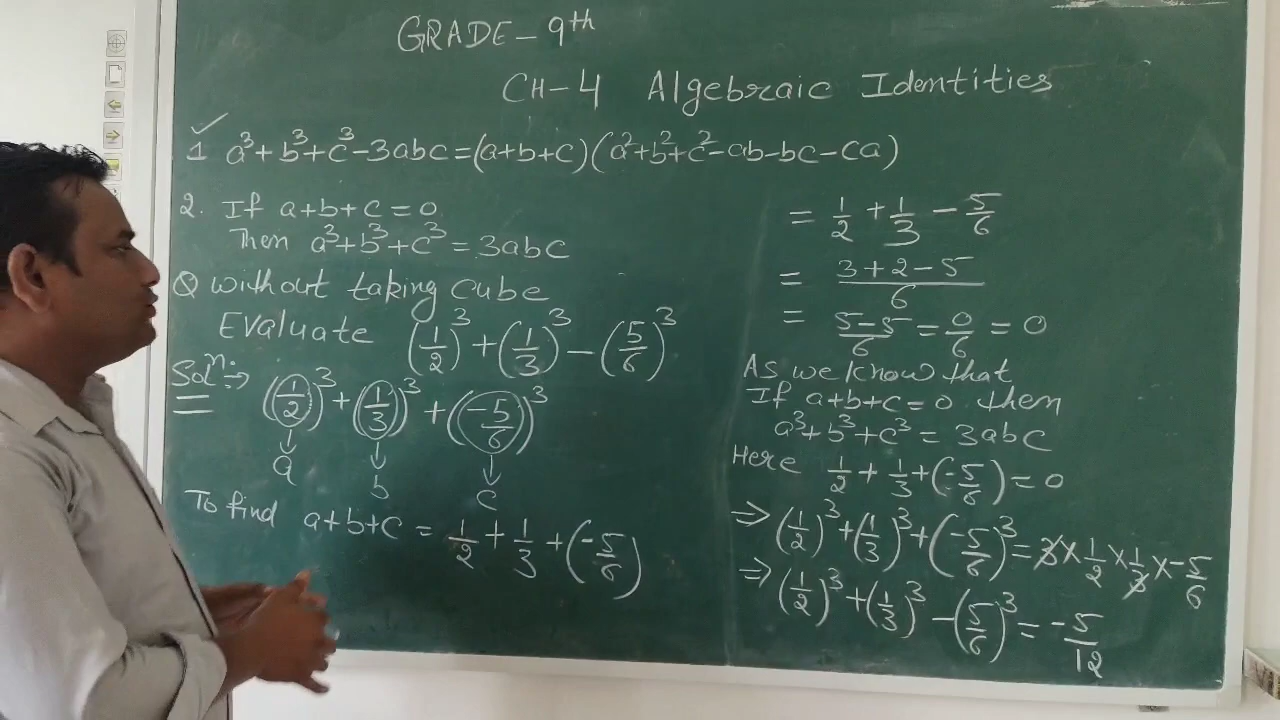 GRADE - 9th
CH-4 Algebraic Identities
1 a³+b³+c³-3abc=(a+b+c)(a²+b²+c²-ab-bc-ca)
2. If a+b+c=0
Then a³+b³+c³=3abc
Q without taking cube
Evaluate (1/2)³+(1/3)³-(5/6)³
Solⁿ:→ (1/2)³+(1/3)³+(-5/6)³
a b c
To find a+b+c = 1/2+1/3+(-5/6)
= 1/2+1/3-5/6
= 3+2-5/6
= 5-5/6 = 0/6 = 0
As we know that
If a+b+c=0 then
a³+b³+c³ = 3abc
Here 1/2+1/3+(-5/6)=0
⇒ (1/2)³+(1/3)³+(-5/6)³=3×1/2×1/3×-5/6
⇒ (1/2)³+(1/3)³-(5/6)³=-5/12